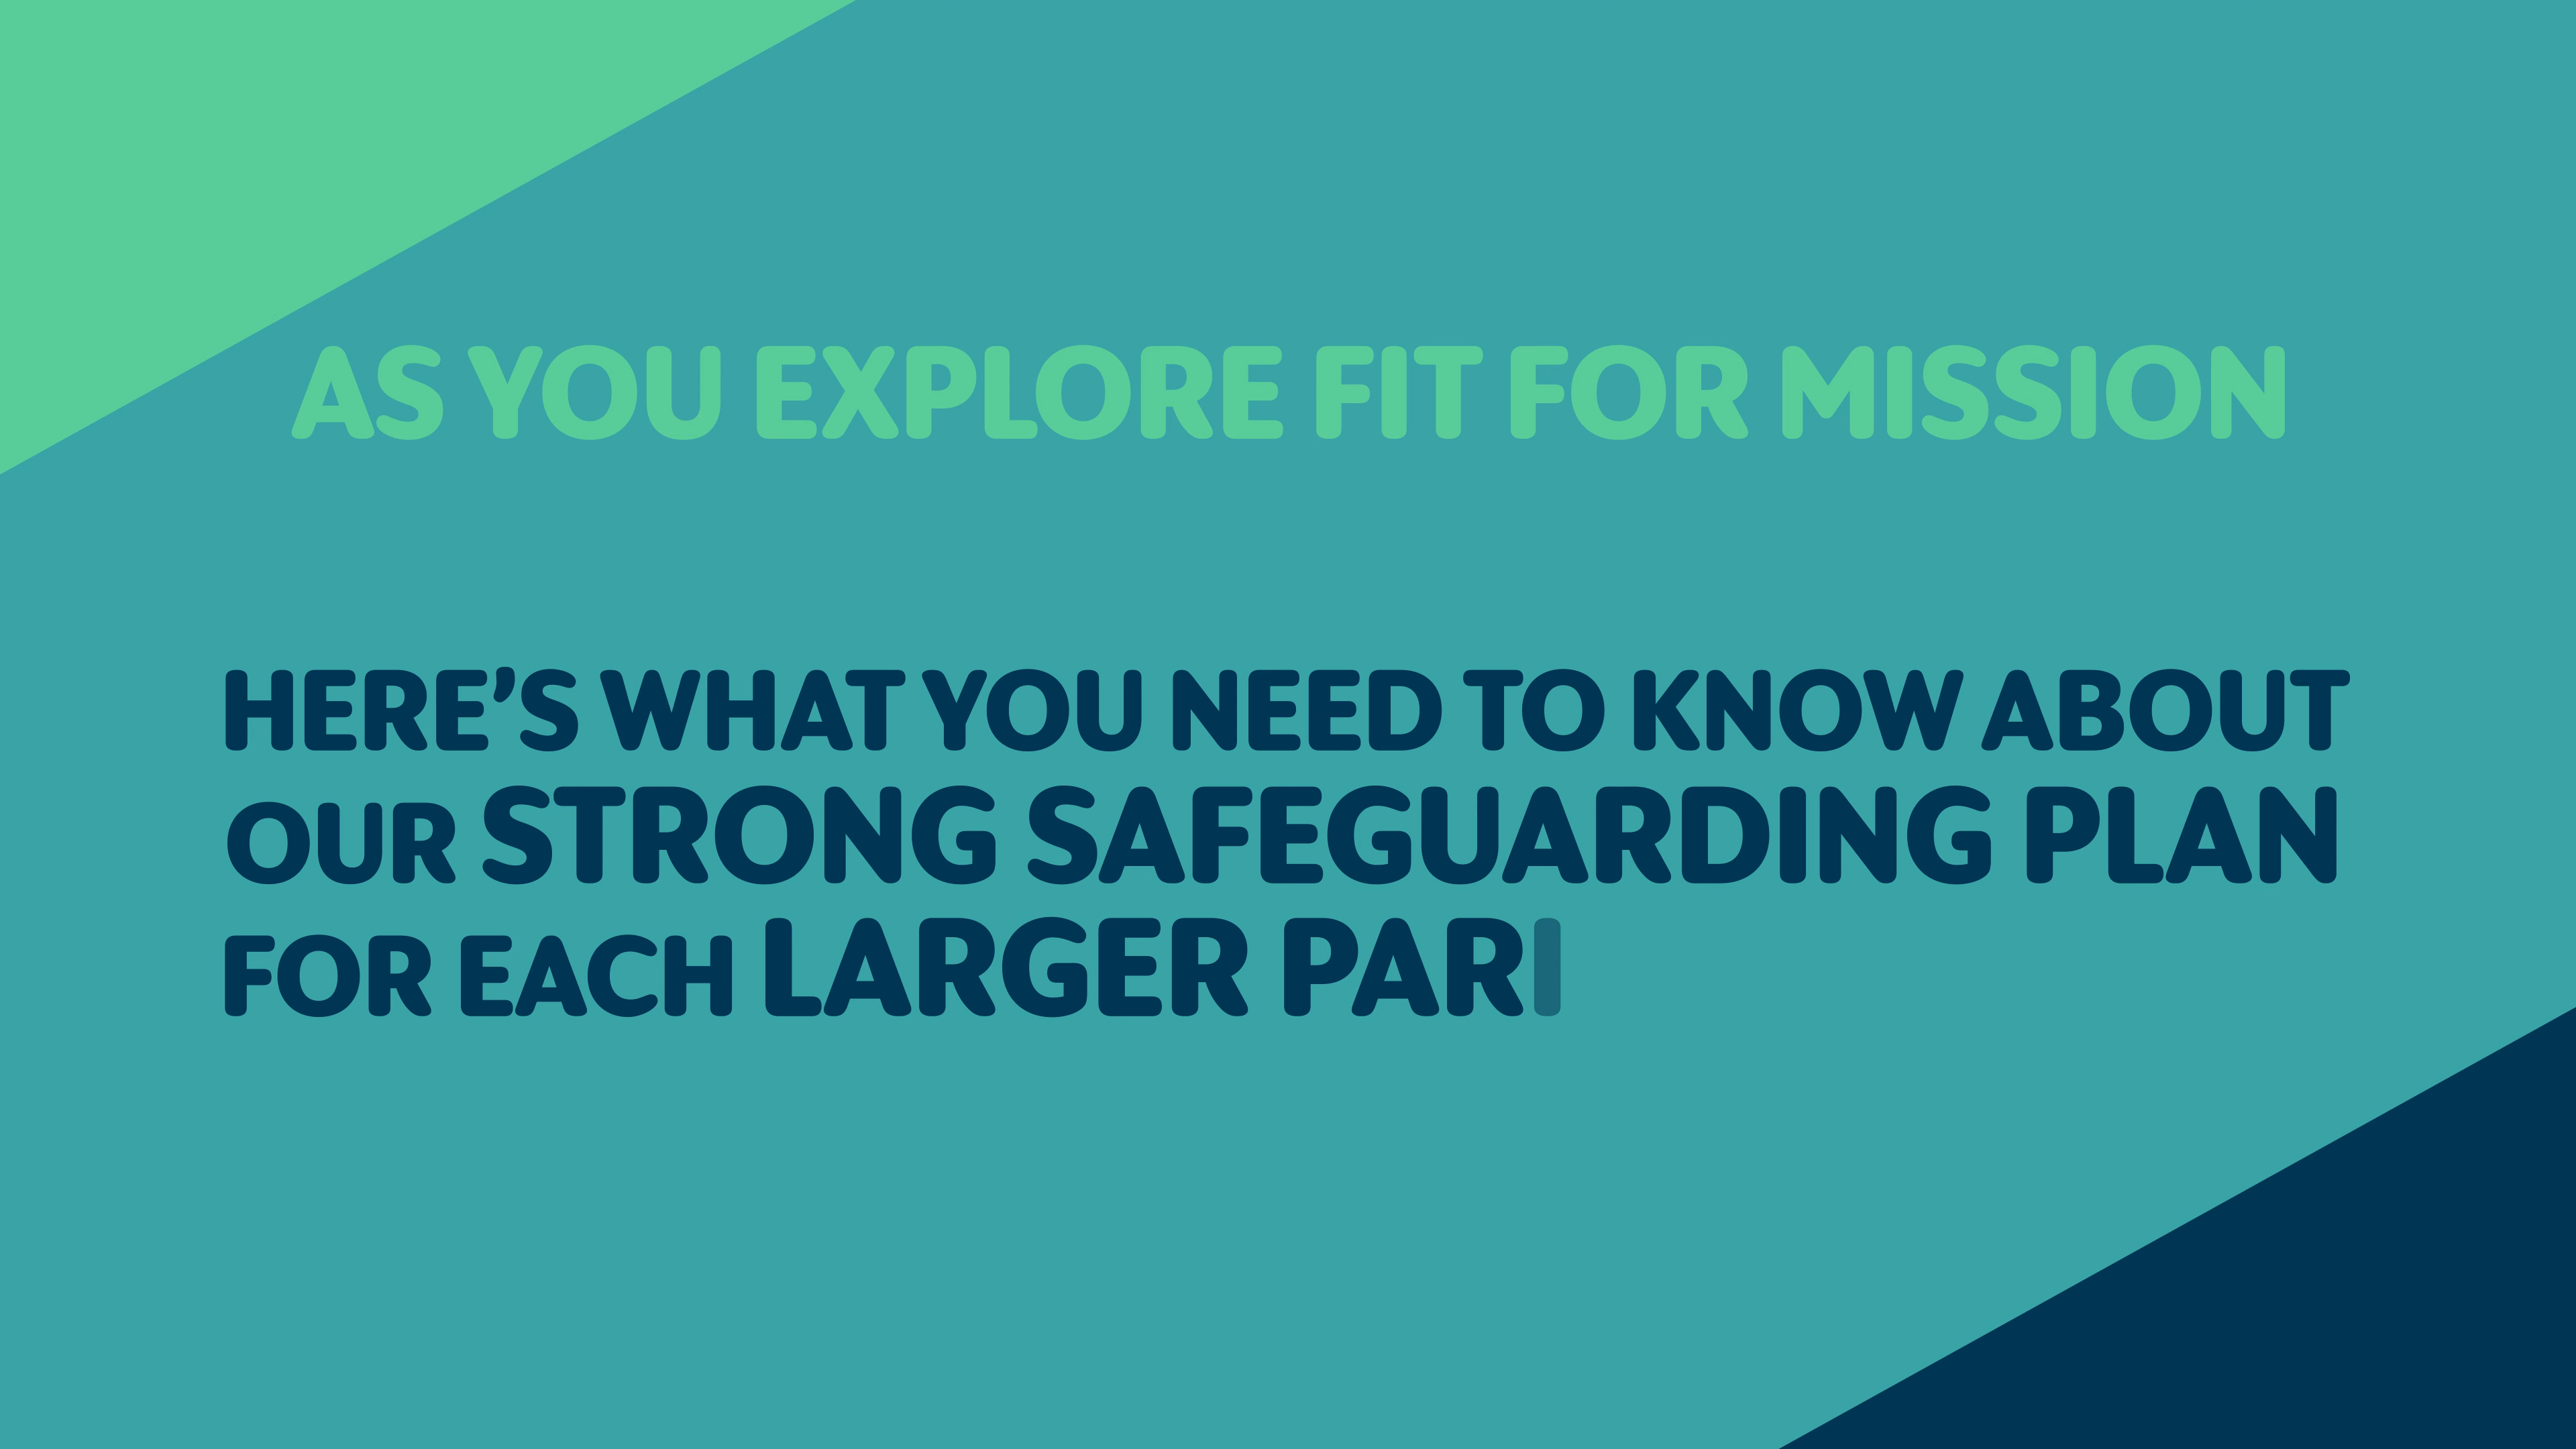 AS YOU EXPLORE FIT FOR MISSION
HERE’S WHAT YOU NEED TO KNOW ABOUT
OUR STRONG SAFEGUARDING PLAN
FOR EACH LARGER PARI